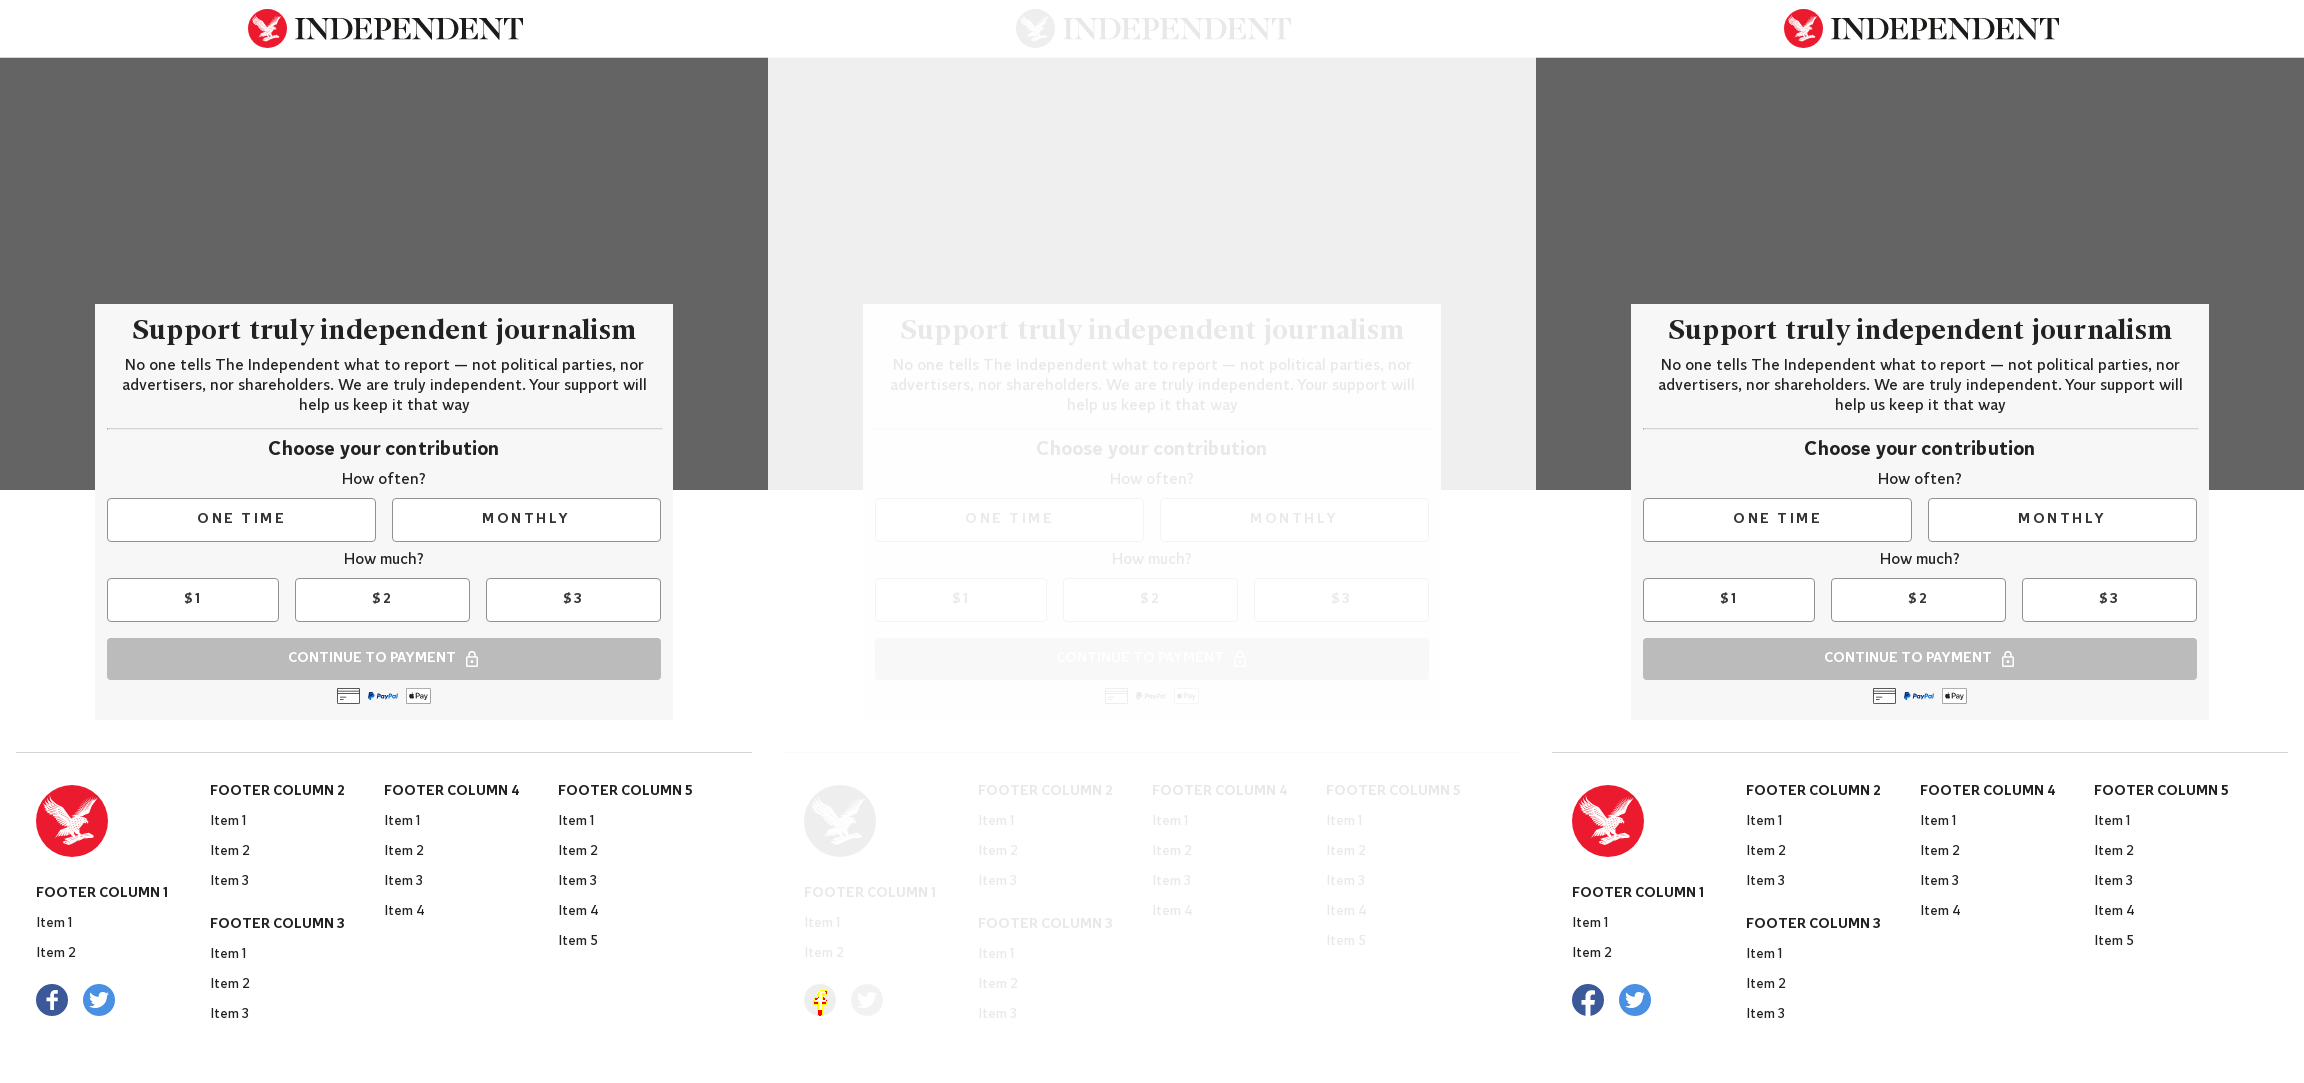 INDEPENDENT
Support truly independent journalism
No one tells The Independent what to report — not political parties, nor
advertisers, nor shareholders. We are truly independent. Your support will
help us keep it that way
Choose your contribution
How often?
ONE TIME
MONTHLY
How much?
$1
$2
$3
CONTINUE TO PAYMENT
PayPal
Pay
FOOTER COLUMN 1
Item 1
Item 2
FOOTER COLUMN 2
Item 1
Item 2
Item 3
FOOTER COLUMN 3
Item 1
Item 2
Item 3
FOOTER COLUMN 4
Item 1
Item 2
Item 3
Item 4
FOOTER COLUMN 5
Item 1
Item 2
Item 3
Item 4
Item 5
INDEPENDENT
Support truly independent journalism
No one tells The Independent what to report — not political parties, nor
advertisers, nor shareholders. We are truly independent. Your support will
help us keep it that way
Choose your contribution
How often?
ONE TIME
MONTHLY
How much?
$1
$2
$3
CONTINUE TO PAYMENT
PayPal
Pay
FOOTER COLUMN 1
Item 1
Item 2
FOOTER COLUMN 2
Item 1
Item 2
Item 3
FOOTER COLUMN 3
Item 1
Item 2
Item 3
FOOTER COLUMN 4
Item 1
Item 2
Item 3
Item 4
FOOTER COLUMN 5
Item 1
Item 2
Item 3
Item 4
Item 5
INDEPENDENT
Support truly independent journalism
No one tells The Independent what to report — not political parties, nor
advertisers, nor shareholders. We are truly independent. Your support will
help us keep it that way
Choose your contribution
How often?
ONE TIME
MONTHLY
How much?
$1
$2
$3
CONTINUE TO PAYMENT
PayPal
Pay
FOOTER COLUMN 1
Item 1
Item 2
FOOTER COLUMN 2
Item 1
Item 2
Item 3
FOOTER COLUMN 3
Item 1
Item 2
Item 3
FOOTER COLUMN 4
Item 1
Item 2
Item 3
Item 4
FOOTER COLUMN 5
Item 1
Item 2
Item 3
Item 4
Item 5